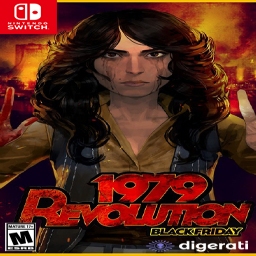 NINTENDO
SWITCH
1979
REVOLUTION
BLACK FRIDAY
MATURE 17+
M
ESRB
digerati